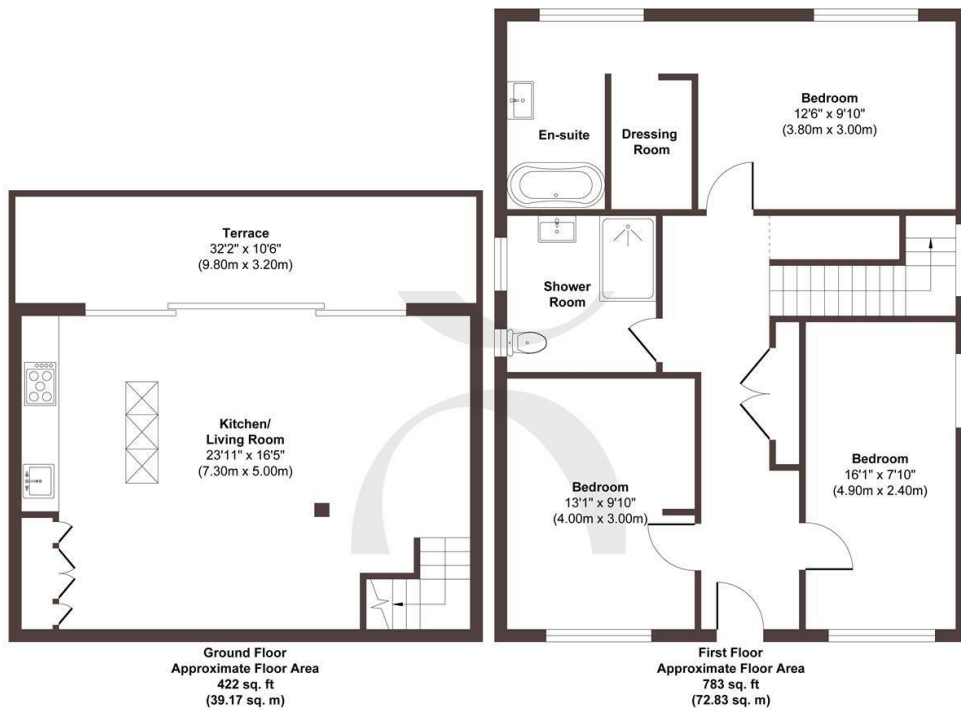 Terrace
32'2" x 10'6"
(9.80m x 3.20m)
Kitchen/
Living Room
23'11" x 16'5"
(7.30m x 5.00m)
Ground Floor
Approximate Floor Area
422 sq. ft
(39.17 sq. m)
En-suite
Dressing
Room
Bedroom
12'6" x 9'10"
(3.80m x 3.00m)
Shower
Room
Bedroom
13'1" x 9'10"
(4.00m x 3.00m)
Bedroom
16'1" x 7'10"
(4.90m x 2.40m)
First Floor
Approximate Floor Area
783 sq. ft
(72.83 sq. m)